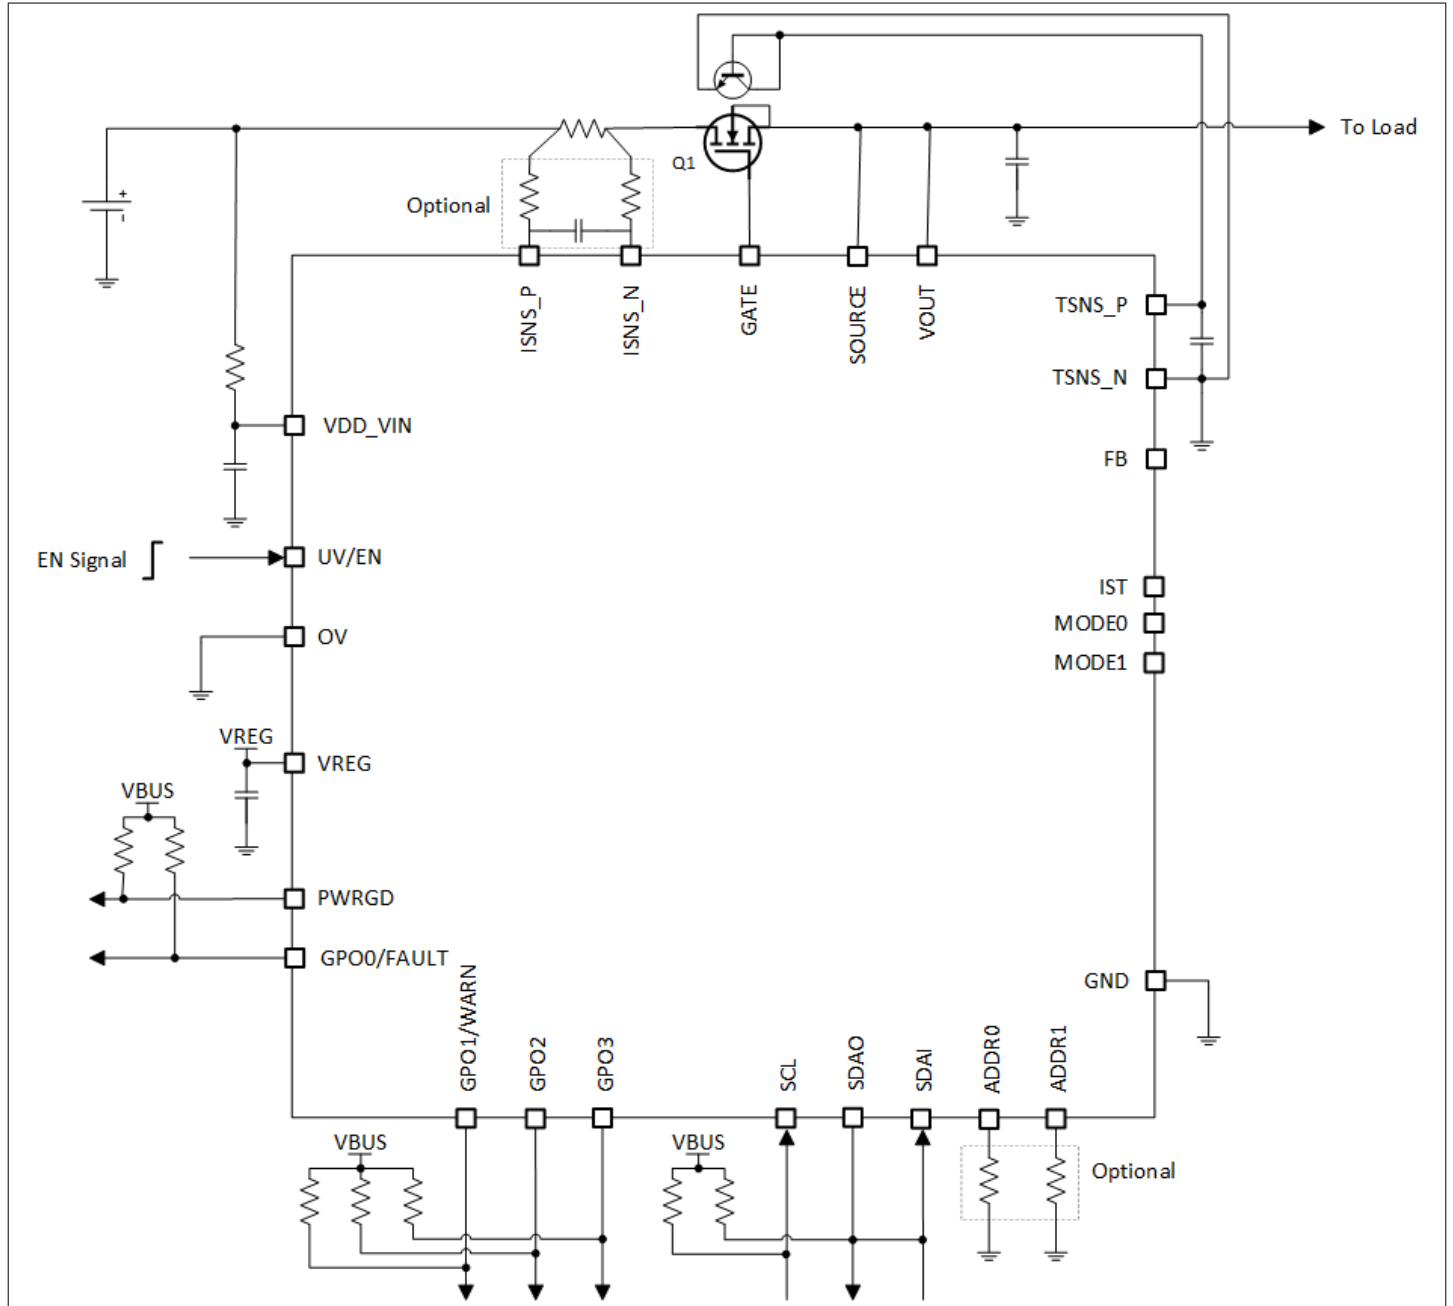 To Load
Q1
Optional
+
-
ISNS_P
ISNS_N
GATE
SOURCE
VOUT
TSNS_P
TSNS_N
VDD_VIN
FB
EN Signal
UV/EN
IST
MODE0
OV
MODE1
VREG
VREG
VBUS
PWRGD
GPO0/FAULT
GND
GPO1/WARN
GPO2
GPO3
SCL
SDAO
SDAI
ADDR0
ADDR1
VBUS
VBUS
Optional